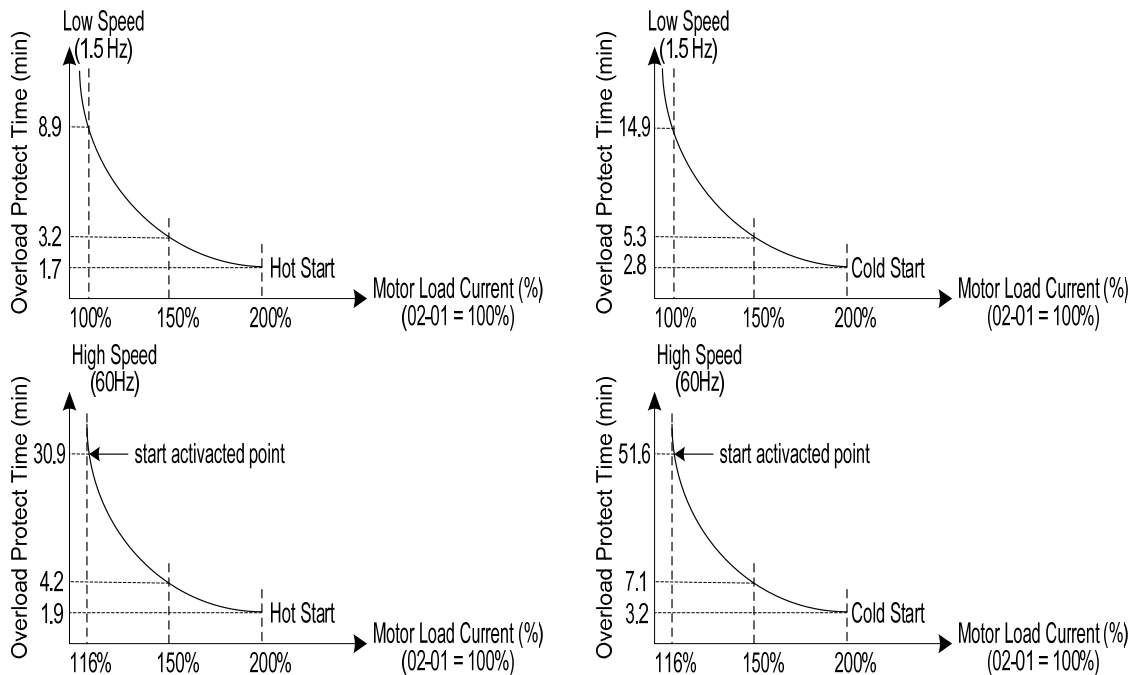 Low Speed
(1.5 Hz)
Overload Protect Time (min)
8.9
3.2
1.7
Hot Start
100%
150%
200%
Motor Load Current (%)
(02-01 = 100%)
Low Speed
(1.5 Hz)
Overload Protect Time (min)
14.9
5.3
2.8
Cold Start
100%
150%
200%
Motor Load Current (%)
(02-01 = 100%)
High Speed
(60Hz)
Overload Protect Time (min)
30.9
start activacted point
4.2
1.9
Hot Start
116%
150%
200%
Motor Load Current (%)
(02-01 = 100%)
High Speed
(60Hz)
Overload Protect Time (min)
51.6
start activacted point
7.1
3.2
Cold Start
116%
150%
200%
Motor Load Current (%)
(02-01 = 100%)